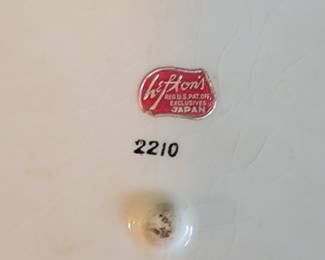 Lefton's
REG.U.S.PAT.OFF.
EXCLUSIVES
JAPAN
2210